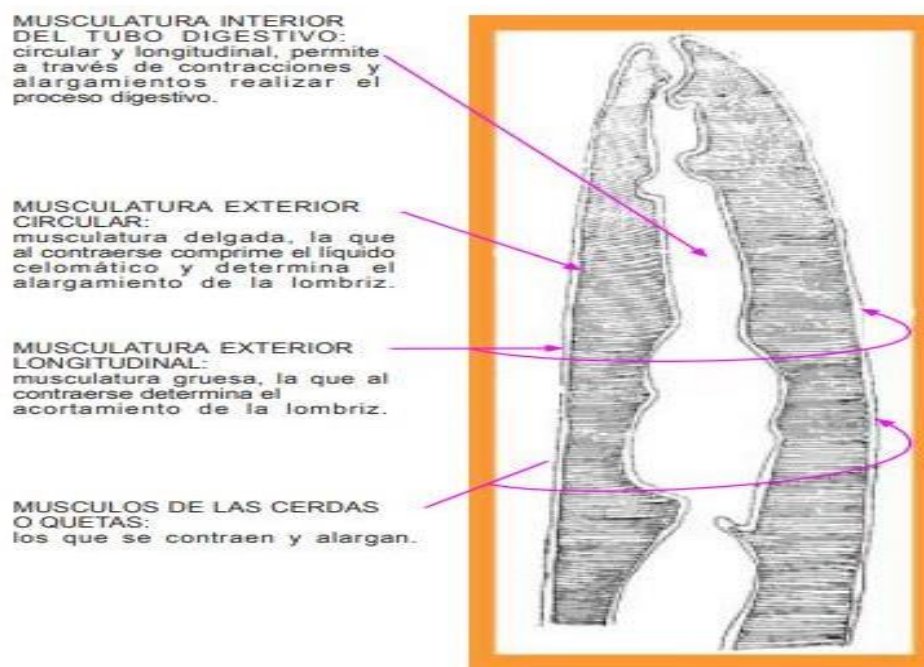 MUSCULATURA INTERIOR
DEL TUBO DIGESTIVO:
circular y longitudinal, permite
a través de contracciones y
alargamientos realizar el
proceso digestivo.
MUSCULATURA EXTERIOR
CIRCULAR:
musculatura delgada, la que
al contraerse comprime el líquido
celomático y determina el
alargamiento de la lombriz.
MUSCULATURA EXTERIOR
LONGITUDINAL:
musculatura gruesa, la que al
contraerse determina el
acortamiento de la lombriz.
MUSCULOS DE LAS CERDAS
O QUETAS:
los que se contraen y alargan.